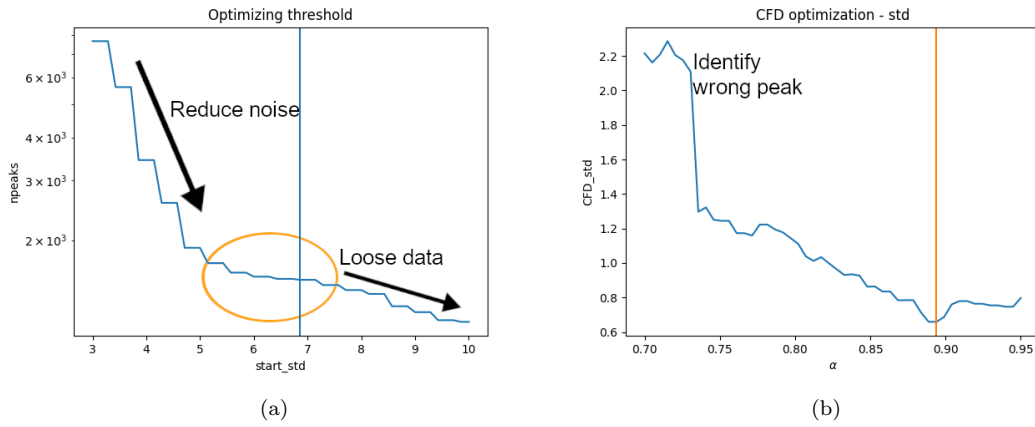 Optimizing threshold
6 × 10³
4 × 10³
3 × 10³
2 × 10³
npeaks
Reduce noise
Loose data
3 4 5 6 7 8 9 10
start_std
(a)
CFD optimization - std
2.2
2.0
1.8
1.6
1.4
1.2
1.0
0.8
0.6
CFD_std
Identify
wrong peak
0.70 0.75 0.80 0.85 0.90 0.95
α
(b)